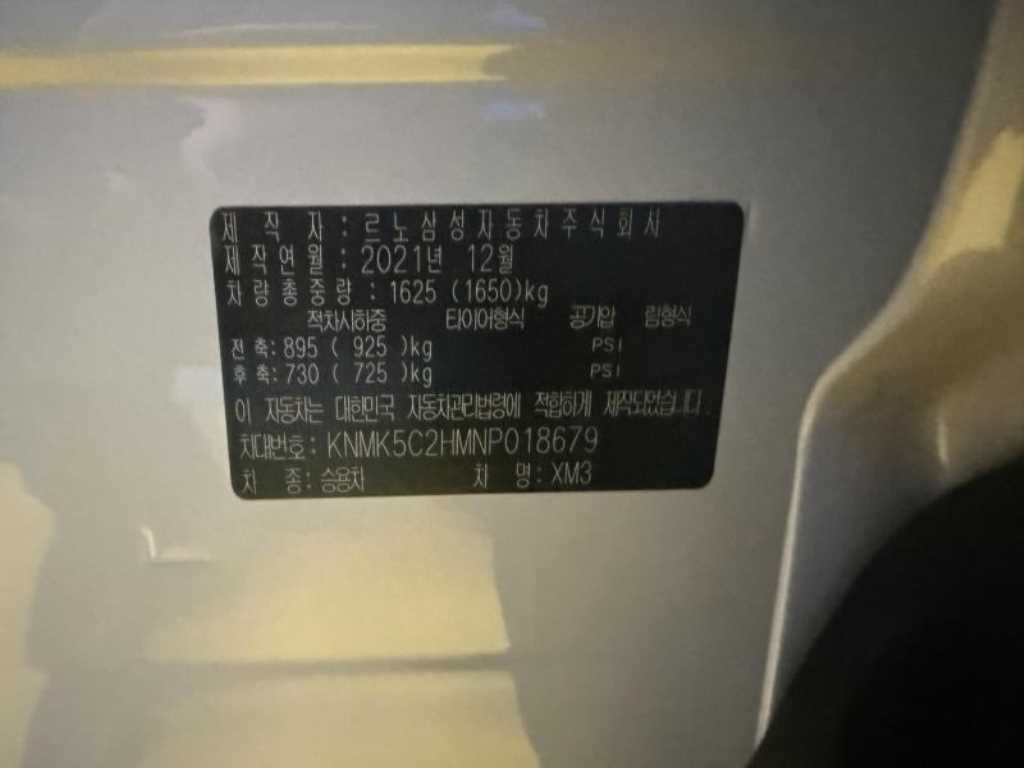 제 작 자 : 르노삼성자동차주식회사
제작연월 : 2021년 12월
차량총중량 : 1625 (1650)kg
적차시하중 타이어형식 공기압 림형식
전 축: 895 ( 925 )kg PSI
후 축: 730 ( 725 )kg PSI
이 자동차는 대한민국 자동차관리법령에 적합하게 제작되었습니다.
차대번호: KNMK5C2HMNP018679
차 종: 승용차 차 명: XM3